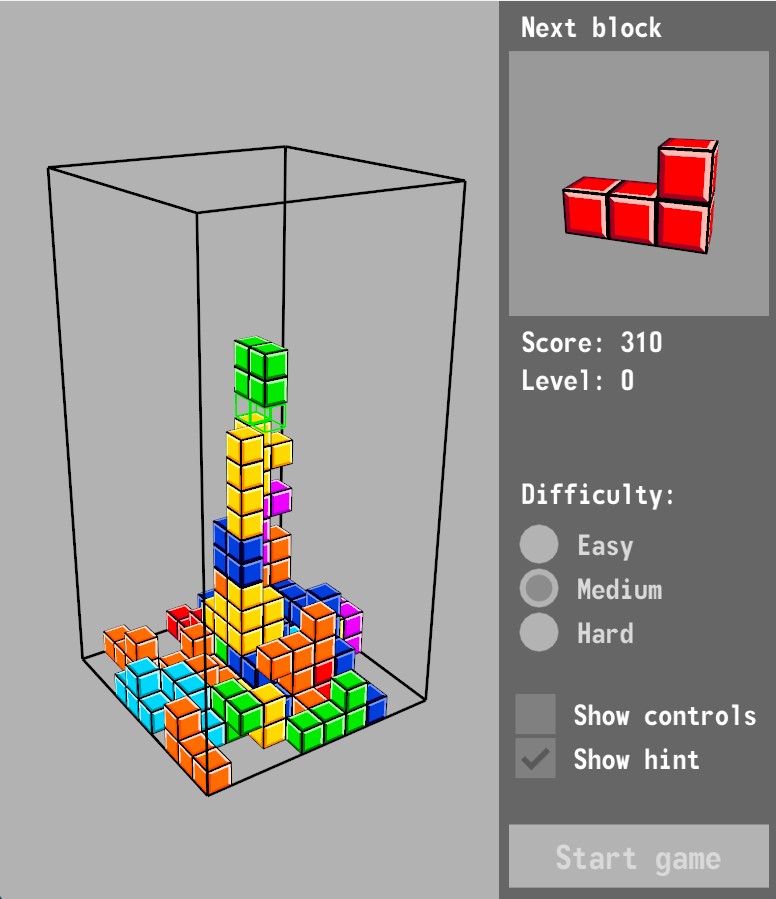 Next block
Score: 310
Level: 0
Difficulty:
Easy
Medium
Hard
Show controls
Show hint
Start game